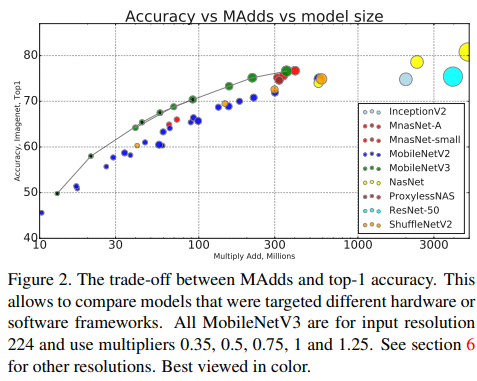 Accuracy vs MAdds vs model size
Accuracy, Imagenet, Top1
80
70
60
50
40
InceptionV2
MnasNet-A
MnasNet-small
MobileNetV2
MobileNetV3
NasNet
ProxylessNAS
ResNet-50
ShuffleNetV2
10 30 100 300 1000 3000
Multiply Add, Millions
Figure 2. The trade-off between MAdds and top-1 accuracy. This
allows to compare models that were targeted different hardware or
software frameworks. All MobileNetV3 are for input resolution
224 and use multipliers 0.35, 0.5, 0.75, 1 and 1.25. See section 6
for other resolutions. Best viewed in color.